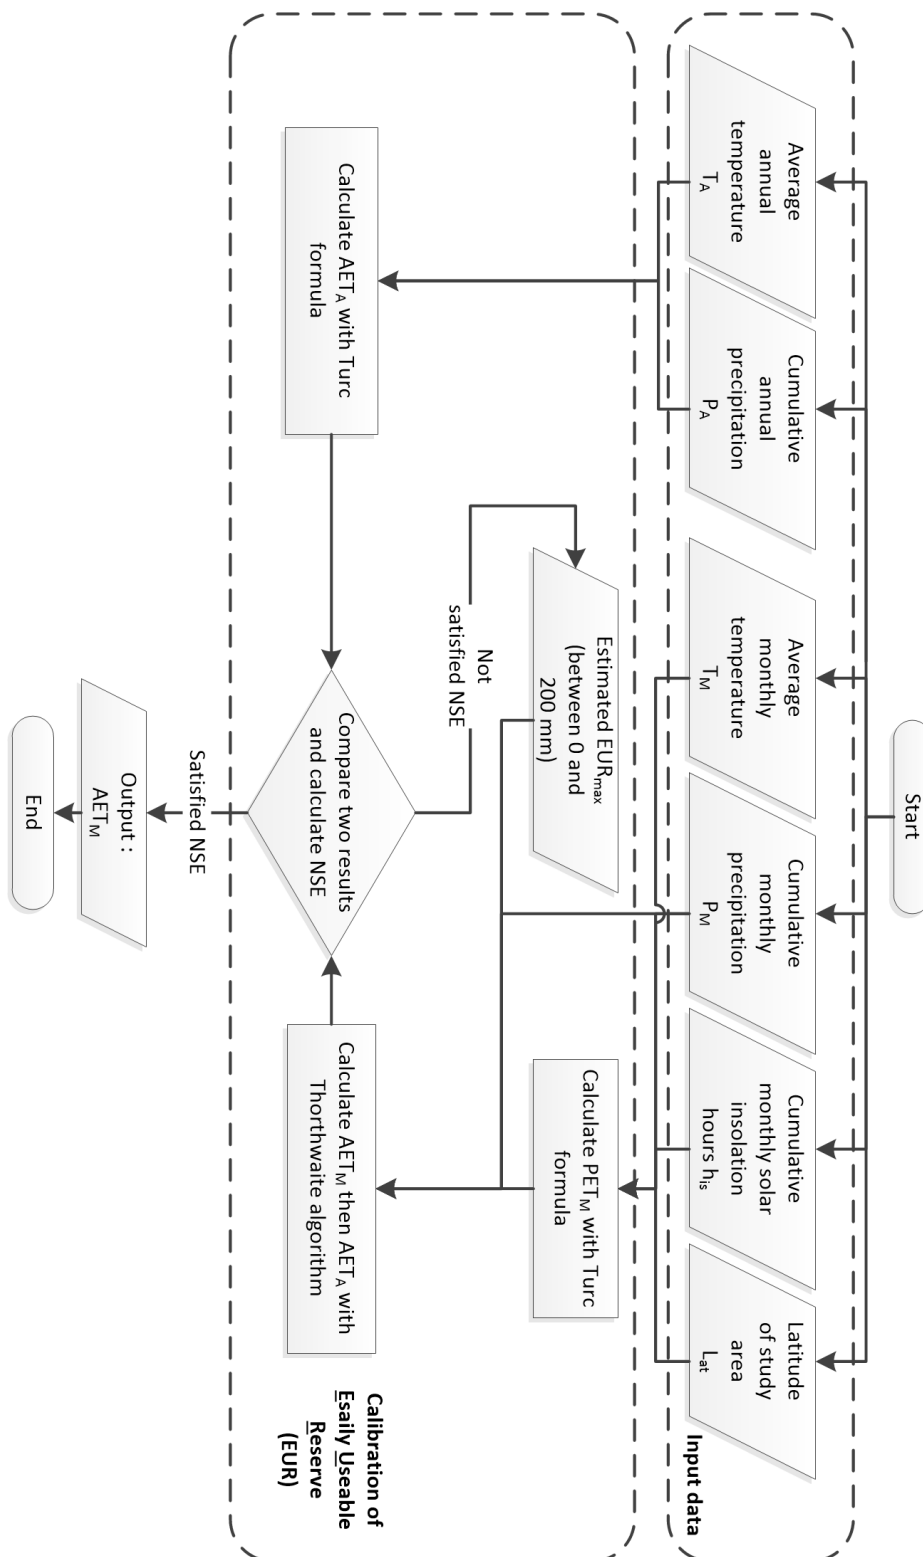 Start
Average
annual
temperature
T_A
Cumulative
annual
precipitation
P_A
Average
monthly
temperature
T_M
Cumulative
monthly
precipitation
P_M
Cumulative
monthly solar
insolation
hours h_is
Latitude
of study
area
L_at
Input data
Estimated EUR_max
(between 0 and
200 mm)
Calculate PET_M with Turc
formula
Not
satisfied NSE
Calculate AET_A with Turc
formula
Compare two results
and calculate NSE
Calculate AET_M then AET_A with
Thorthwaite algorithm
Calibration of
Esaily Useable
Reserve
(EUR)
Satisfied NSE
Output :
AET_M
End